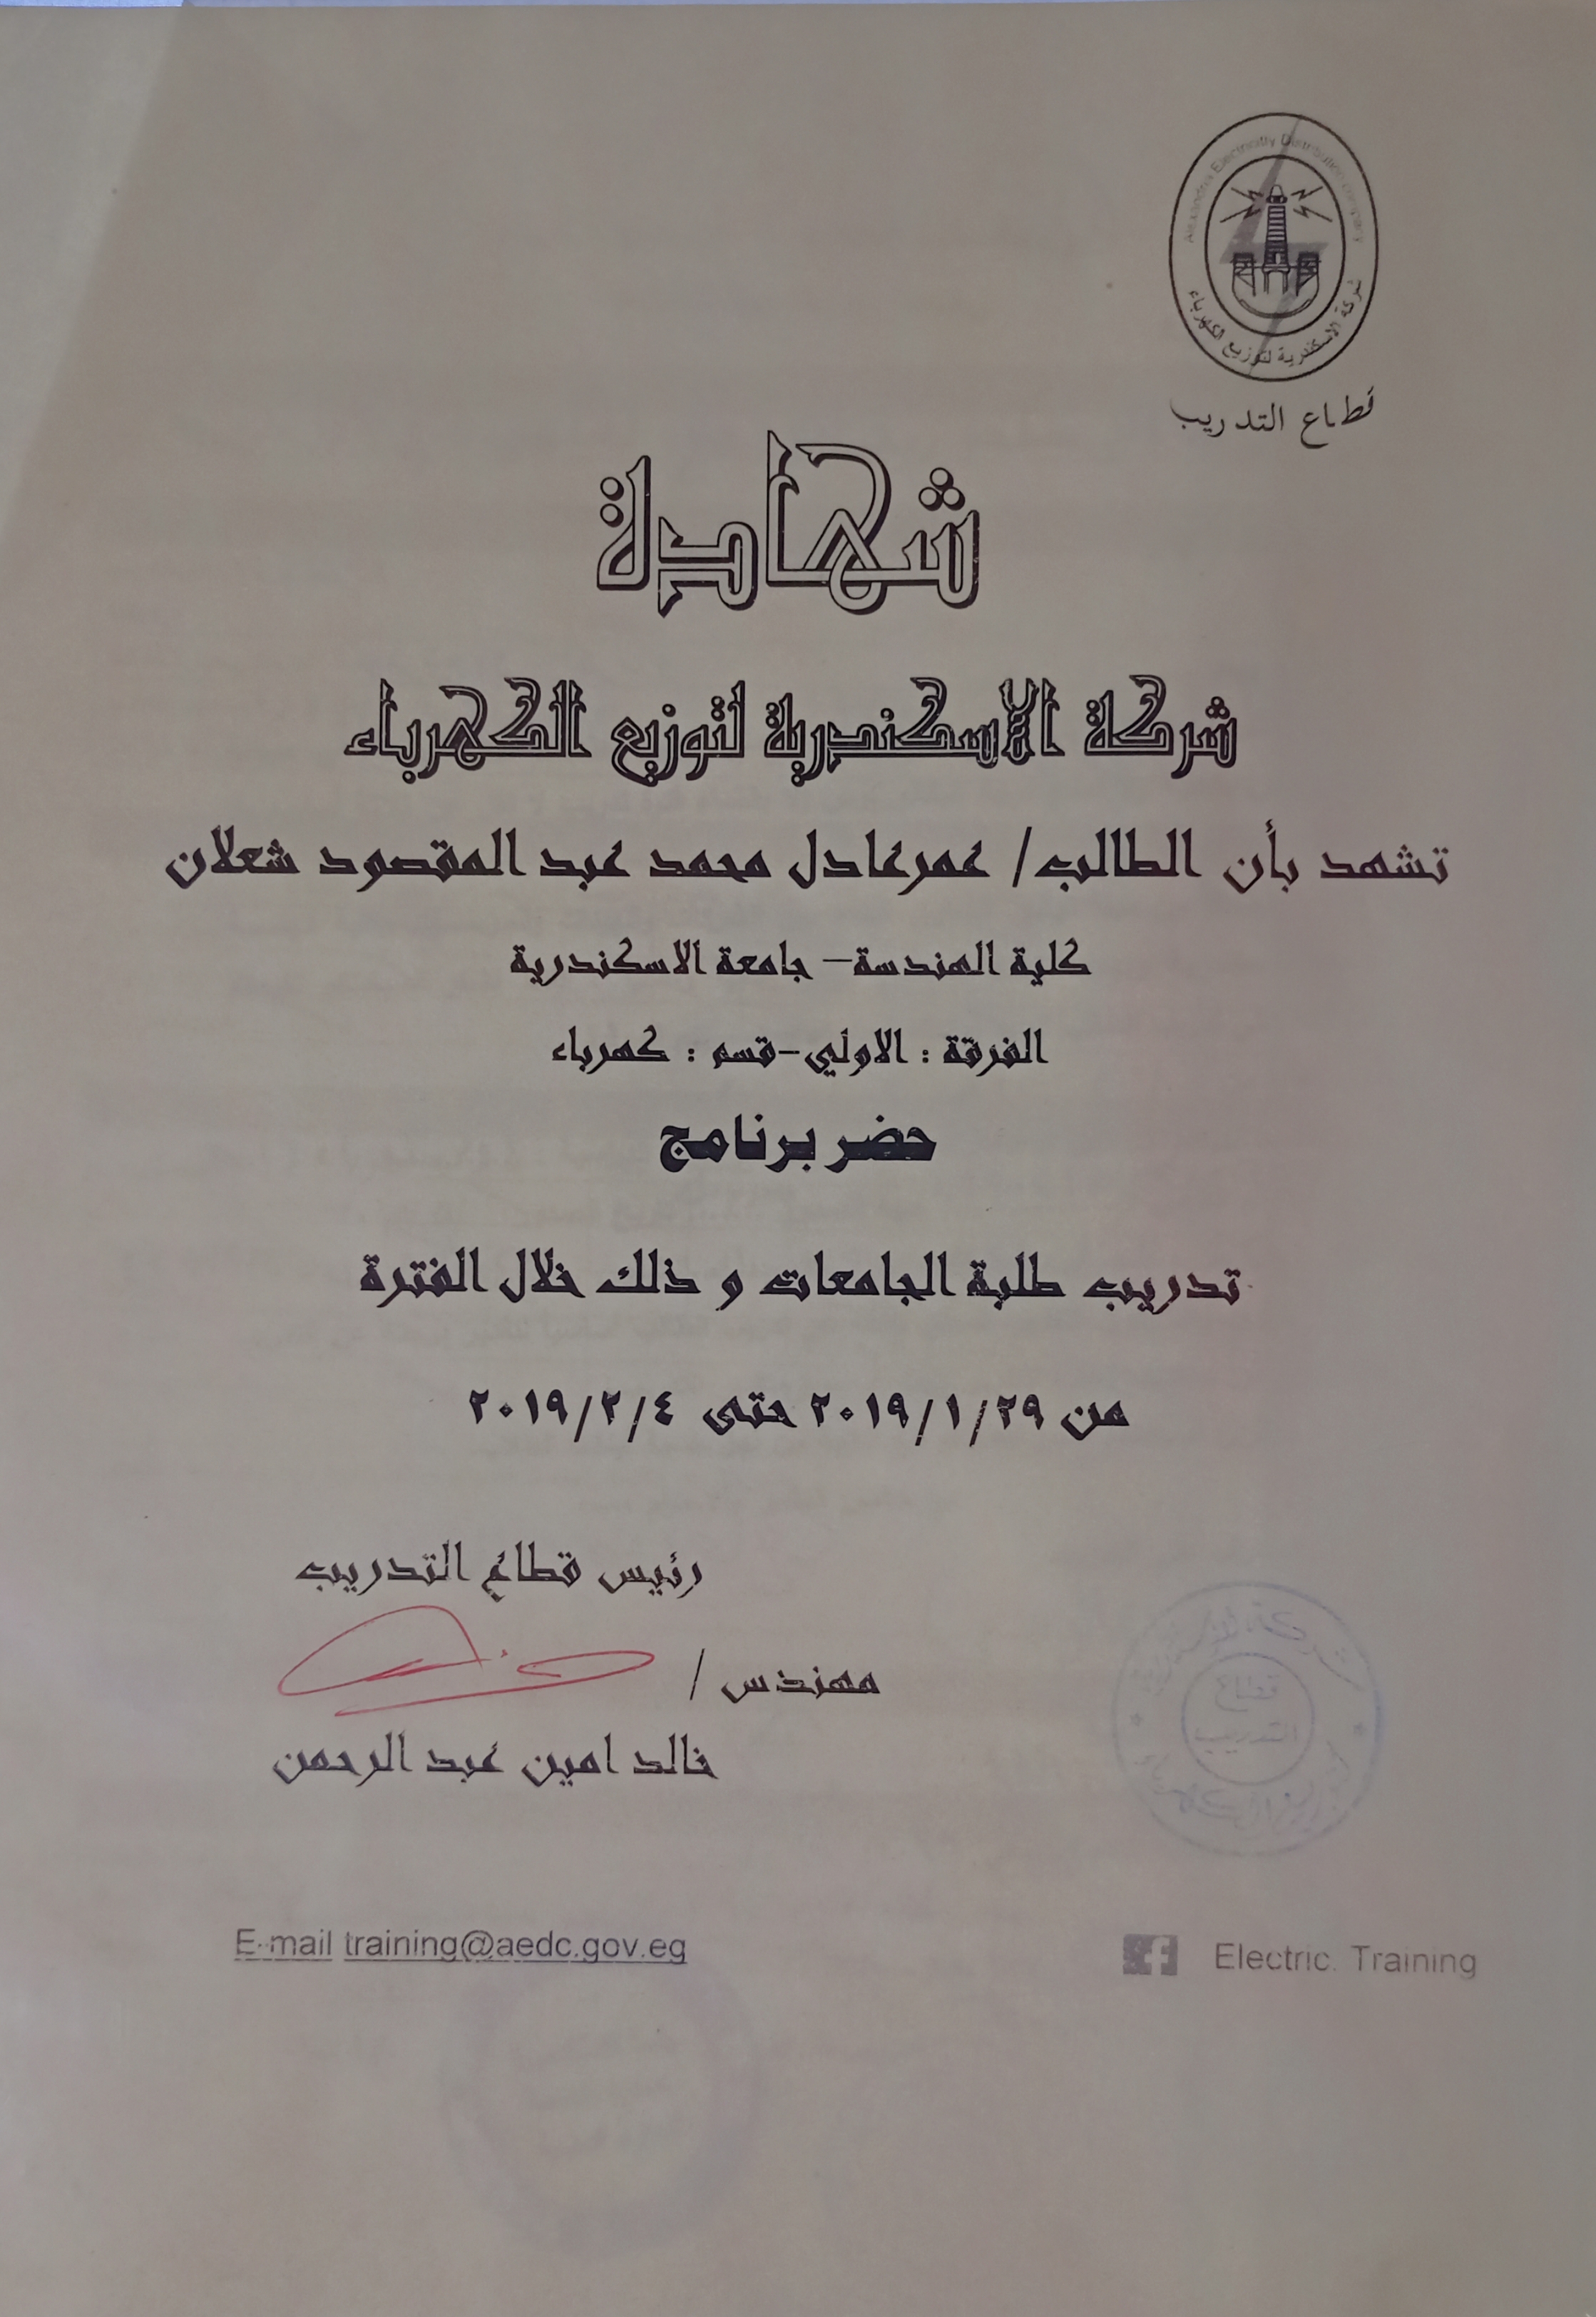 Alexandria Electricity Distribution company
شركة الاسكندرية لتوزيع الكهرباء
قطاع التدريب
شهادة
شركة الاسكندرية لتوزيع الكهرباء
تشهد بأن الطالب/ عمرعادل محمد عبد المقصود شعلان
كلية الهندسة– جامعة الاسكندرية
الفرقة : الاولي-قسم : كهرباء
حضر برنامج
تدريب طلبة الجامعات و ذلك خلال الفترة
من ٢٠١٩/١/٢٩ حتى ٢٠١٩/٢/٤
رئيس قطاع التدريب
مهندس /
خالد امين عبد الرحمن
شركة
قطاع
التدريب
E-mail training@aedc.gov.eg
Electric. Training